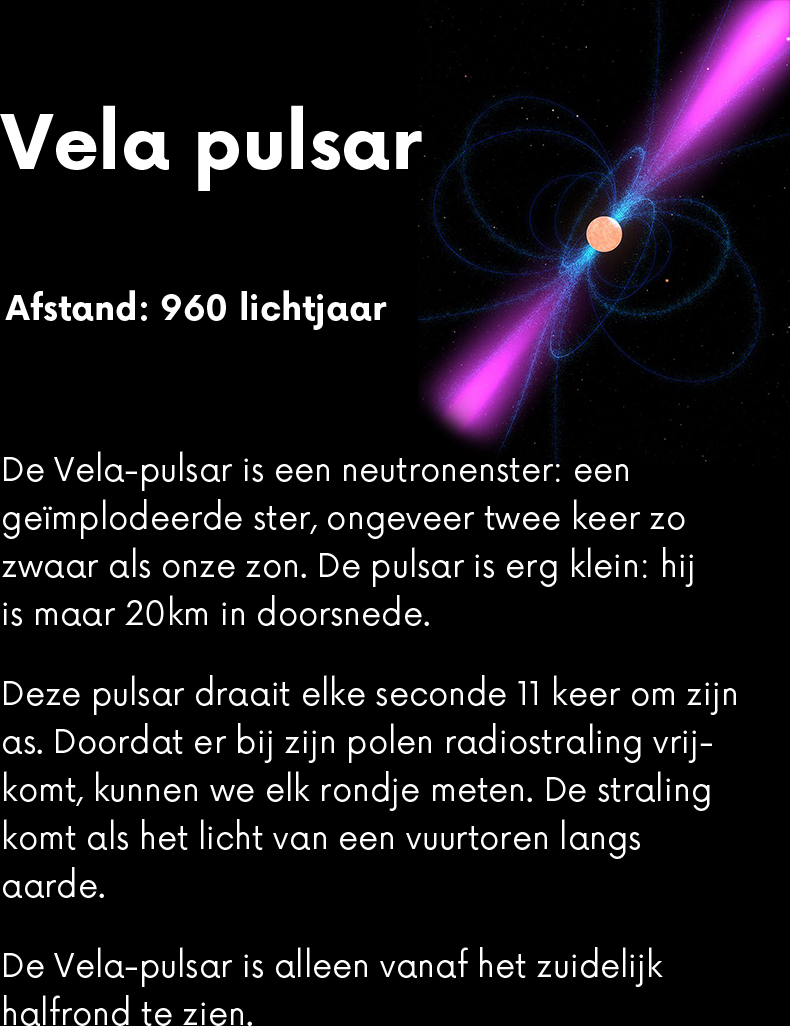 Vela pulsar
Afstand: 960 lichtjaar
De Vela-pulsar is een neutronenster: een
geïmplodeerde ster, ongeveer twee keer zo
zwaar als onze zon. De pulsar is erg klein: hij
is maar 20km in doorsnede.
Deze pulsar draait elke seconde 11 keer om zijn
as. Doordat er bij zijn polen radiostraling vrij-
komt, kunnen we elk rondje meten. De straling
komt als het licht van een vuurtoren langs
aarde.
De Vela-pulsar is alleen vanaf het zuidelijk
halfrond te zien.